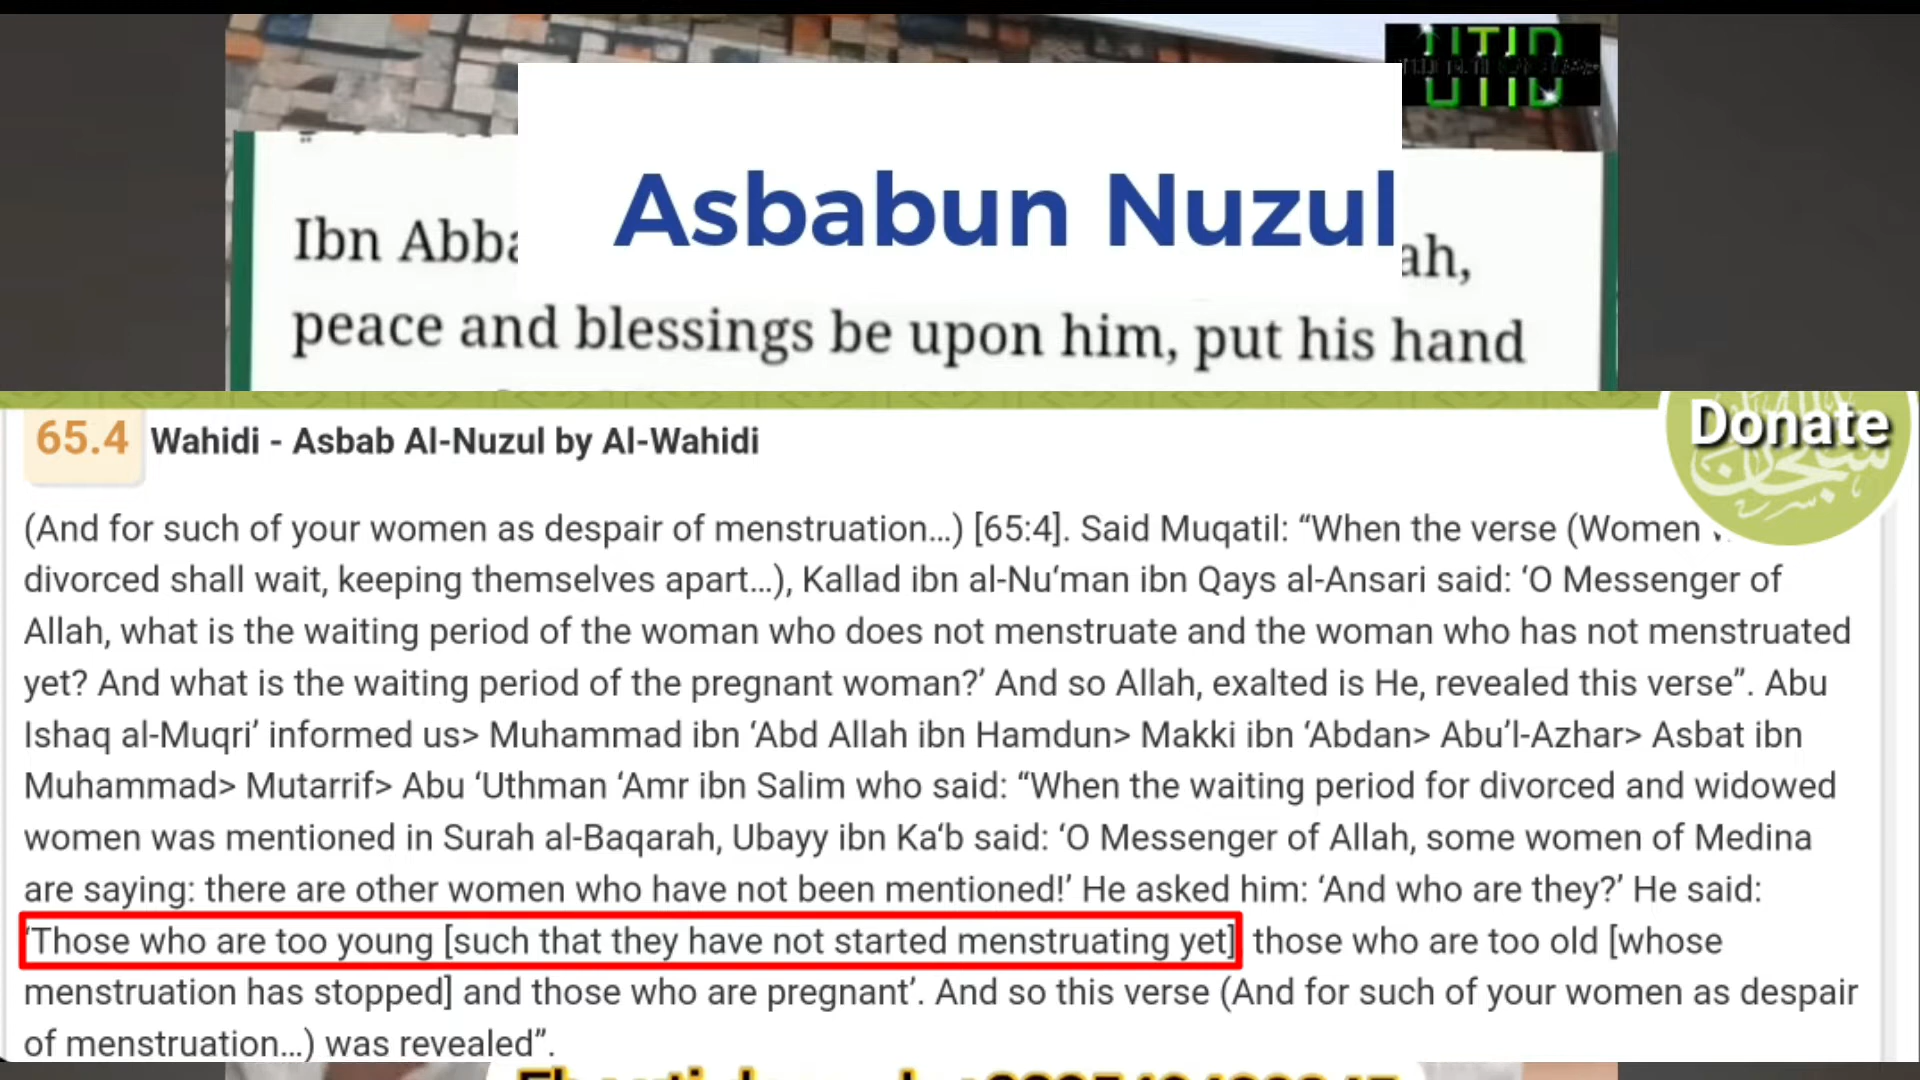 UTID
Asbabun Nuzul
Ibn Abba
ah,
peace and blessings be upon him, put his hand
Donate
65.4 Wahidi - Asbab Al-Nuzul by Al-Wahidi
(And for such of your women as despair of menstruation…) [65:4]. Said Muqatil: “When the verse (Women
divorced shall wait, keeping themselves apart…), Kallad ibn al-Nu‘man ibn Qays al-Ansari said: ‘O Messenger of
Allah, what is the waiting period of the woman who does not menstruate and the woman who has not menstruated
yet? And what is the waiting period of the pregnant woman?’ And so Allah, exalted is He, revealed this verse”. Abu
Ishaq al-Muqri’ informed us> Muhammad ibn ‘Abd Allah ibn Hamdun> Makki ibn ‘Abdan> Abu’l-Azhar> Asbat ibn
Muhammad> Mutarrif> Abu ‘Uthman ‘Amr ibn Salim who said: “When the waiting period for divorced and widowed
women was mentioned in Surah al-Baqarah, Ubayy ibn Ka‘b said: ‘O Messenger of Allah, some women of Medina
are saying: there are other women who have not been mentioned!’ He asked him: ‘And who are they?’ He said:
‘Those who are too young [such that they have not started menstruating yet] those who are too old [whose
menstruation has stopped] and those who are pregnant’. And so this verse (And for such of your women as despair
of menstruation…) was revealed”.